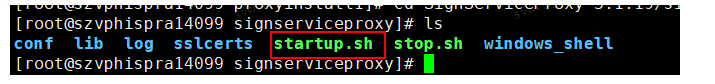 [root@szvphispra14099 signserviceproxy]# ls
conf lib log sslcerts startup.sh stop.sh windows_shell
[root@szvphispra14099 signserviceproxy]#